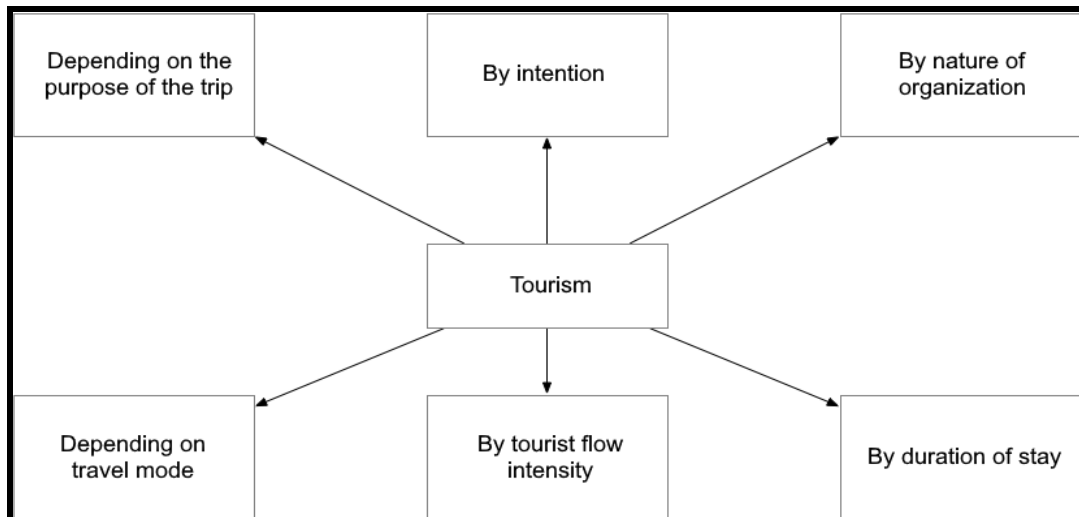 Depending on the
purpose of the trip
By intention
By nature of
organization
Tourism
Depending on
travel mode
By tourist flow
intensity
By duration of stay